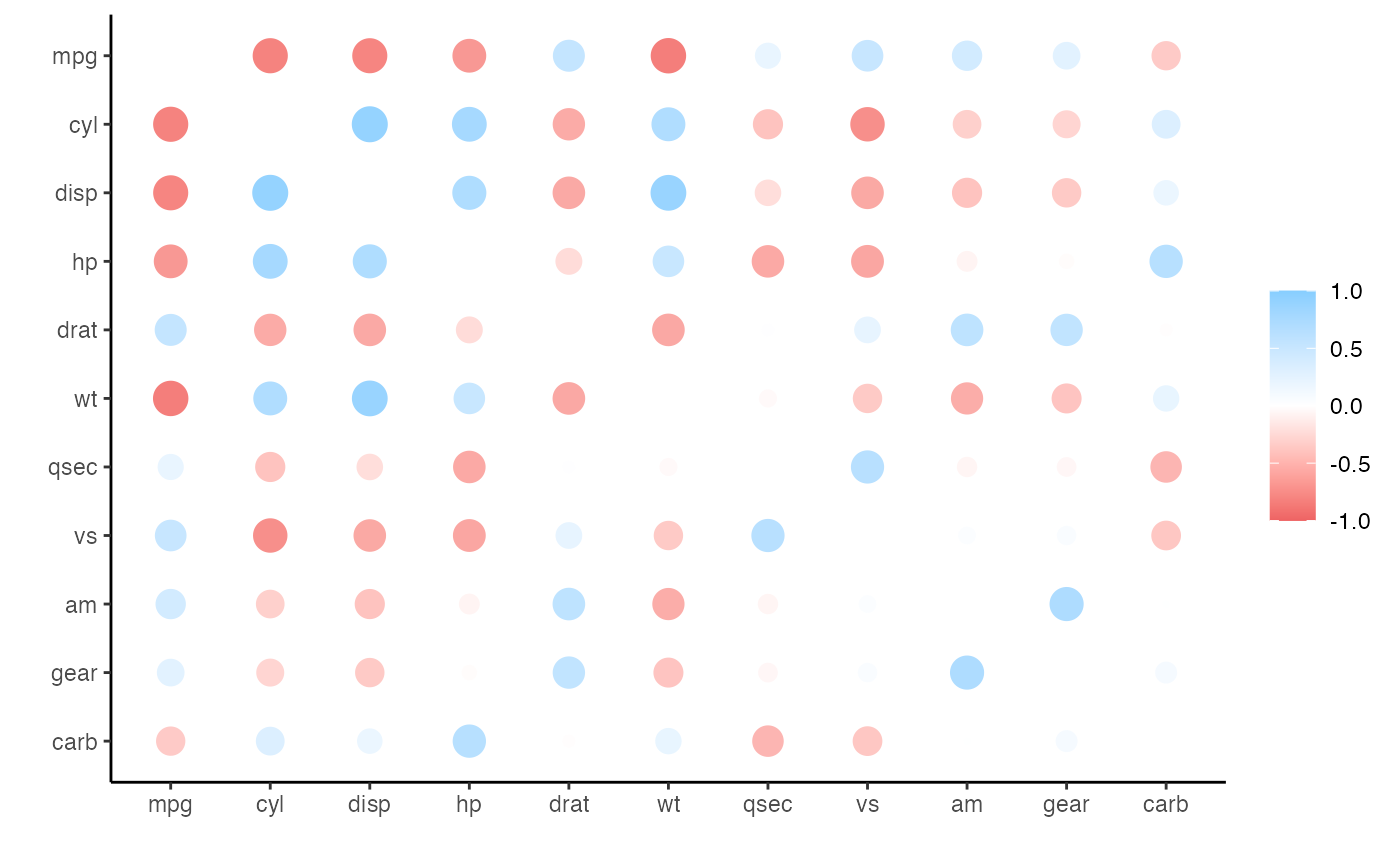 mpg
cyl
disp
hp
drat
wt
qsec
vs
am
gear
carb
mpg cyl disp hp drat wt qsec vs am gear carb
1.0
0.5
0.0
-0.5
-1.0